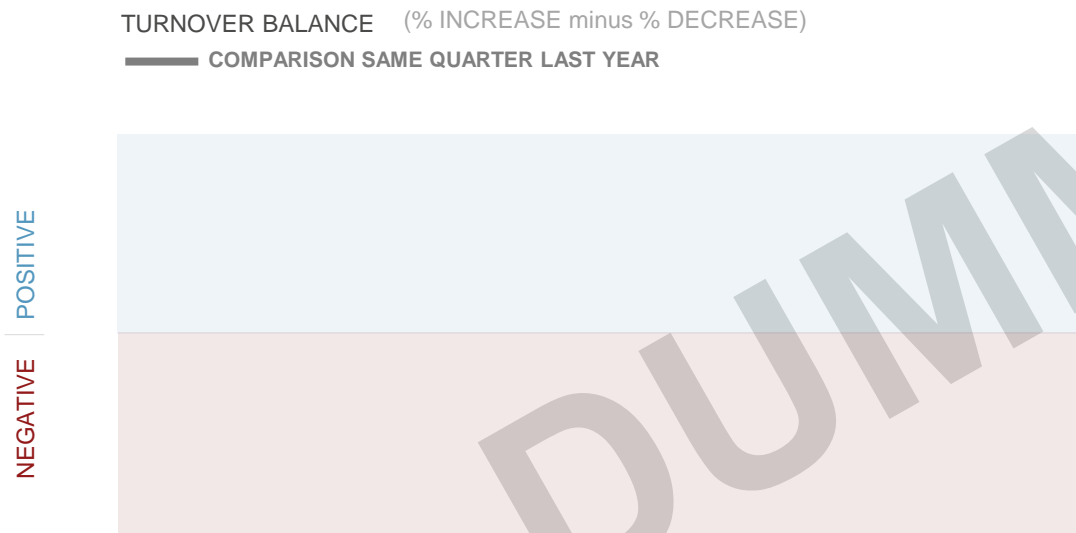 TURNOVER BALANCE (% INCREASE minus % DECREASE)
COMPARISON SAME QUARTER LAST YEAR
POSITIVE
NEGATIVE
DUMM